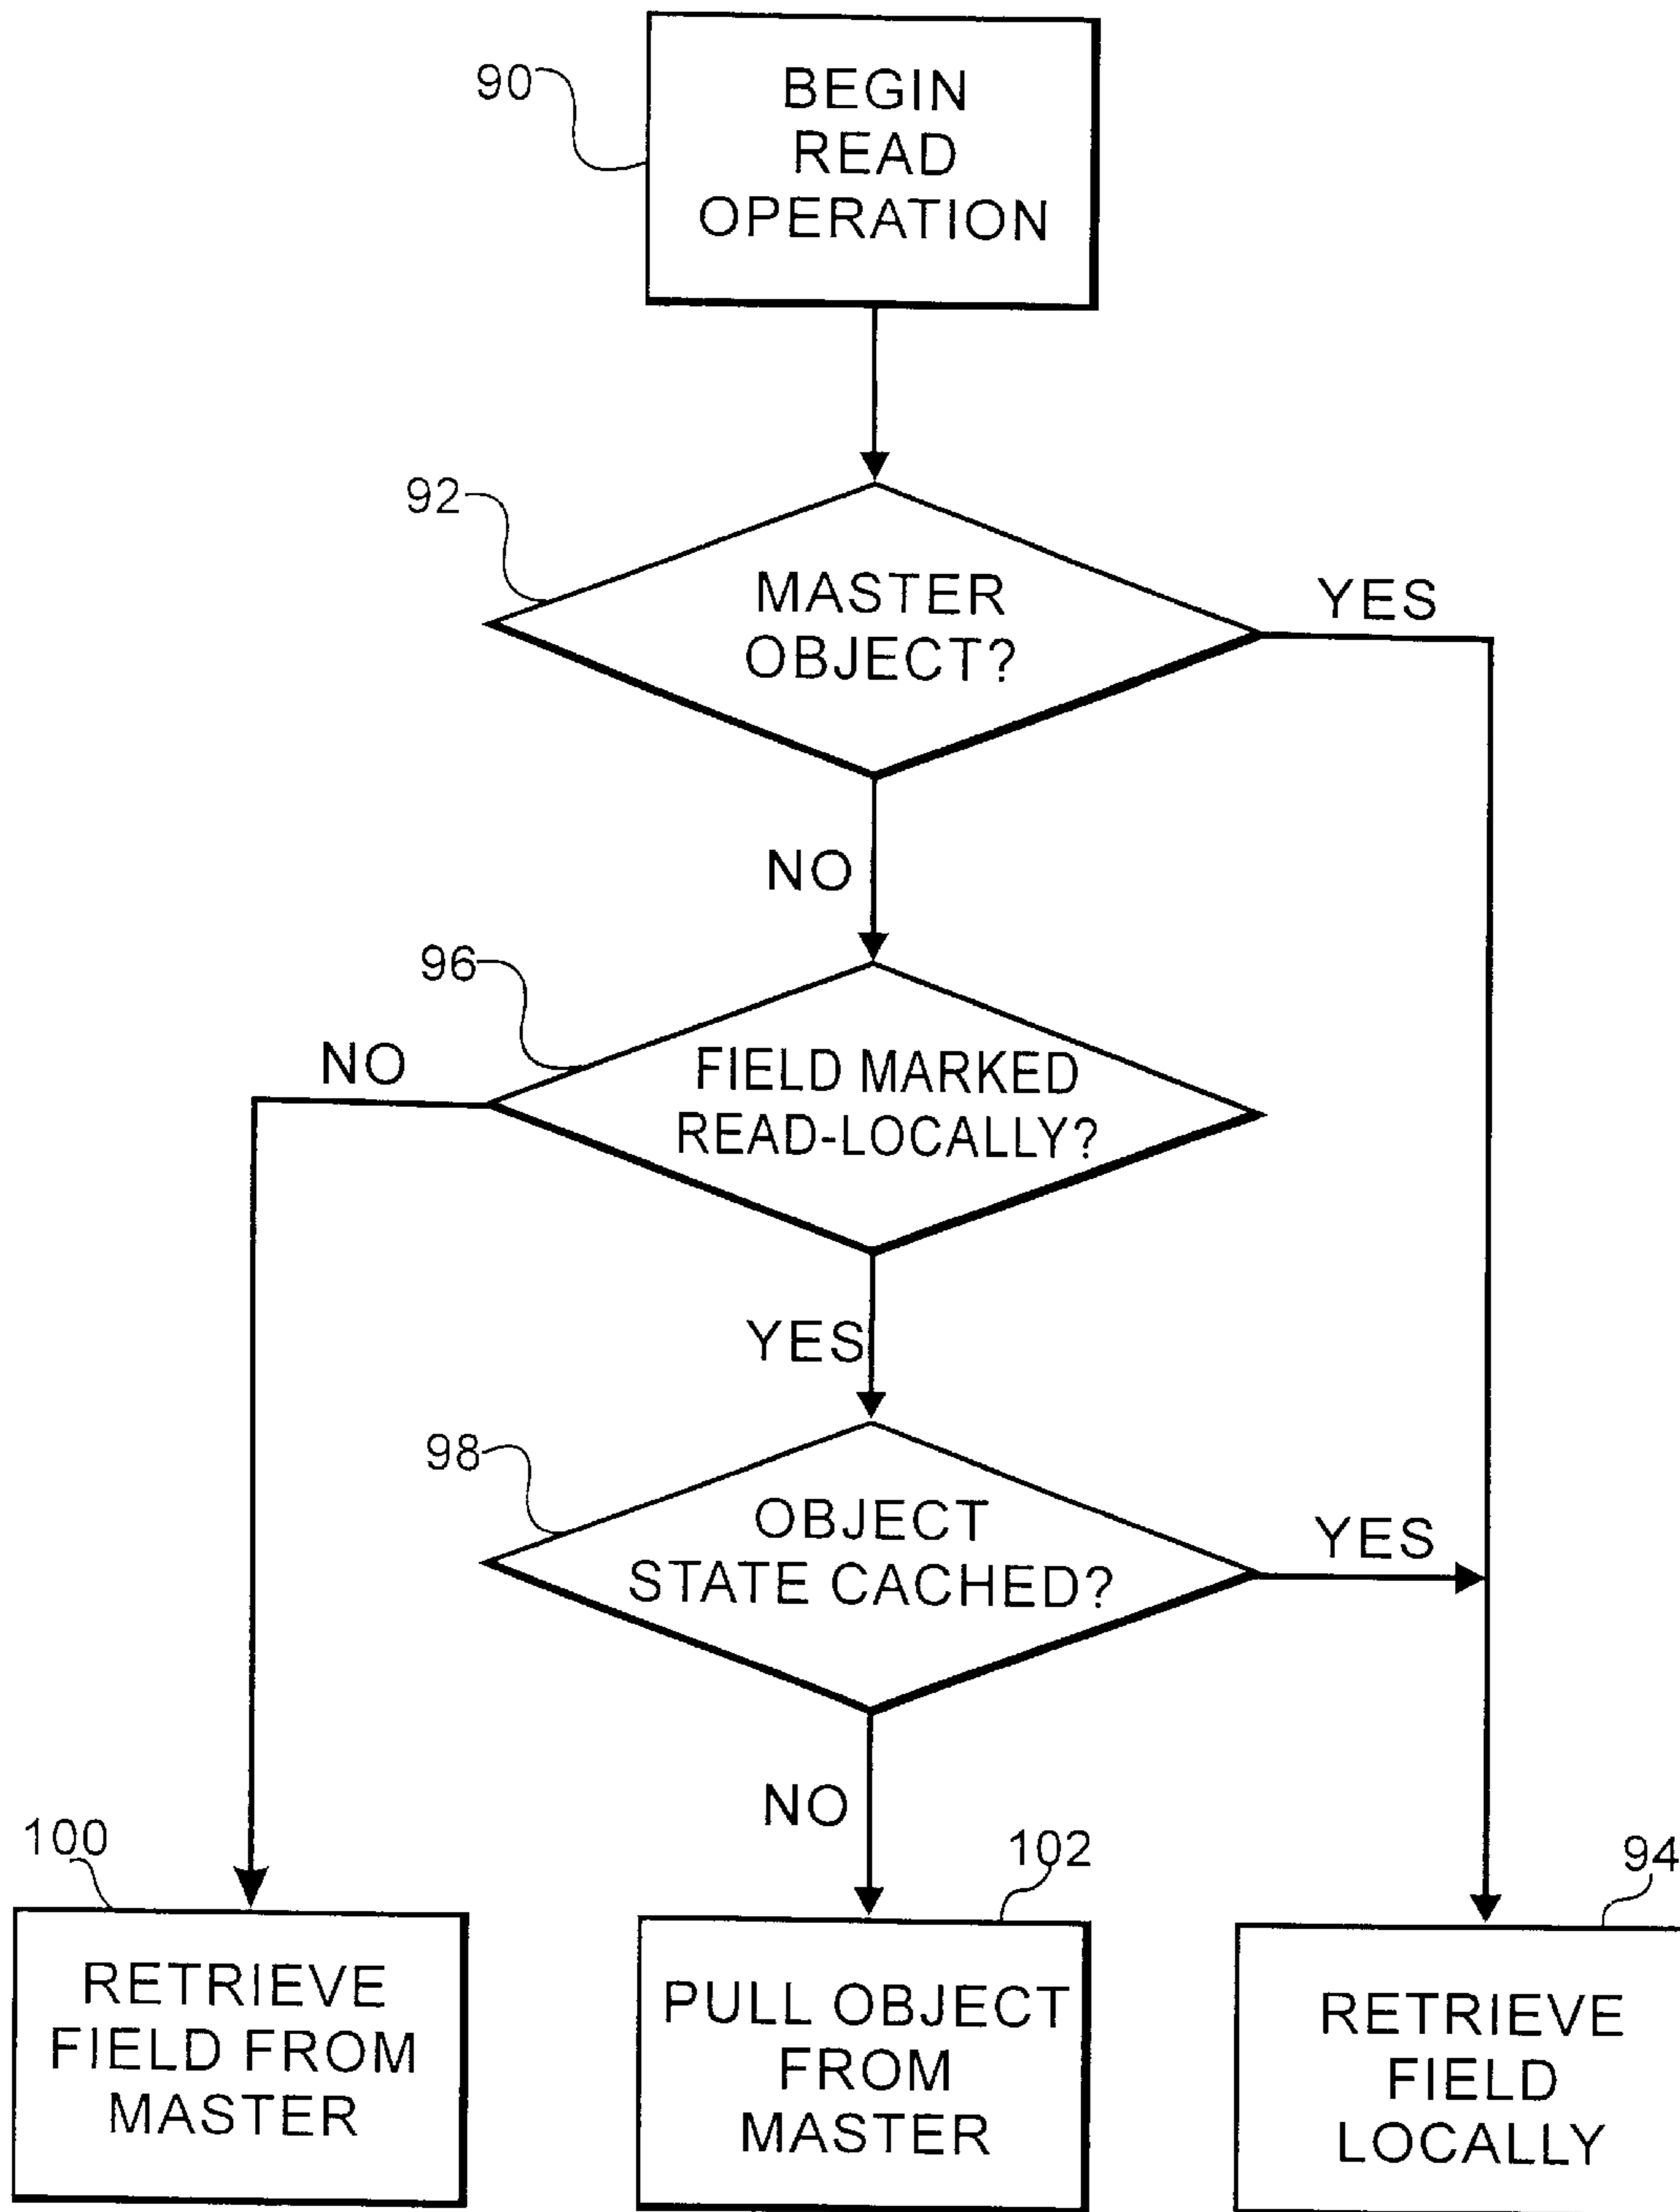 90
BEGIN
READ
OPERATION
92
MASTER
OBJECT?
YES
NO
96
NO
FIELD MARKED
READ-LOCALLY?
YES
98
OBJECT
STATE CACHED?
YES
NO
100
RETRIEVE
FIELD FROM
MASTER
102
PULL OBJECT
FROM
MASTER
94
RETRIEVE
FIELD
LOCALLY